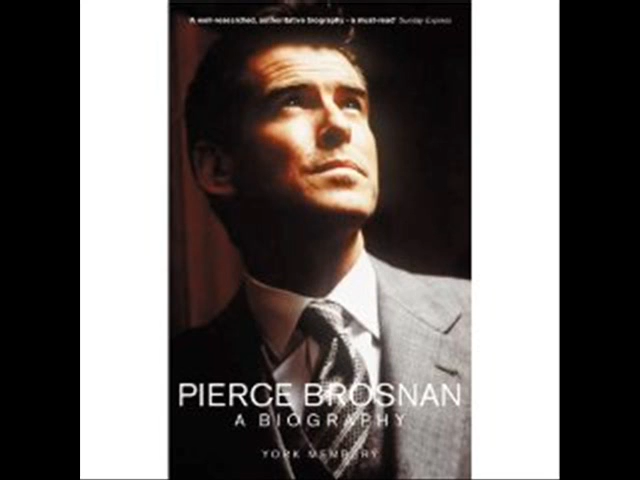 'A well-researched, authoritative biography - a must-read' Sunday Express
PIERCE BROSNAN
A BIOGRAPHY
YORK MEMBERY